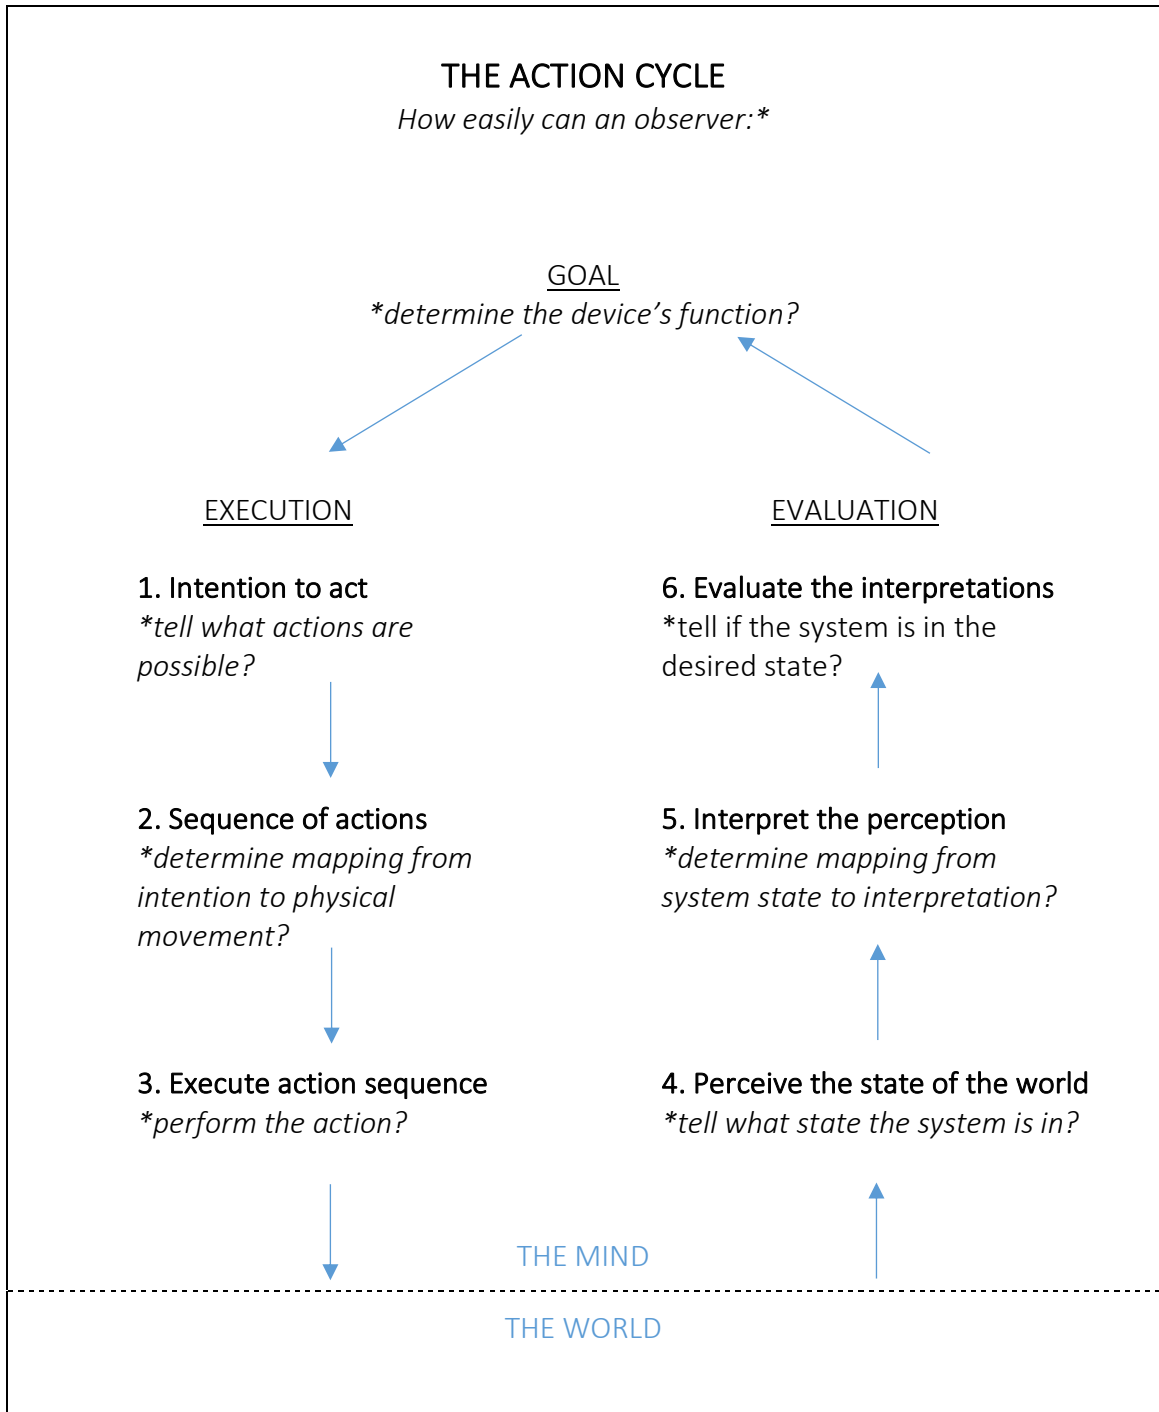 THE ACTION CYCLE
How easily can an observer:*
GOAL
*determine the device’s function?
EXECUTION
1. Intention to act
*tell what actions are
possible?
2. Sequence of actions
*determine mapping from
intention to physical
movement?
3. Execute action sequence
*perform the action?
EVALUATION
6. Evaluate the interpretations
*tell if the system is in the
desired state?
5. Interpret the perception
*determine mapping from
system state to interpretation?
4. Perceive the state of the world
*tell what state the system is in?
THE MIND
THE WORLD